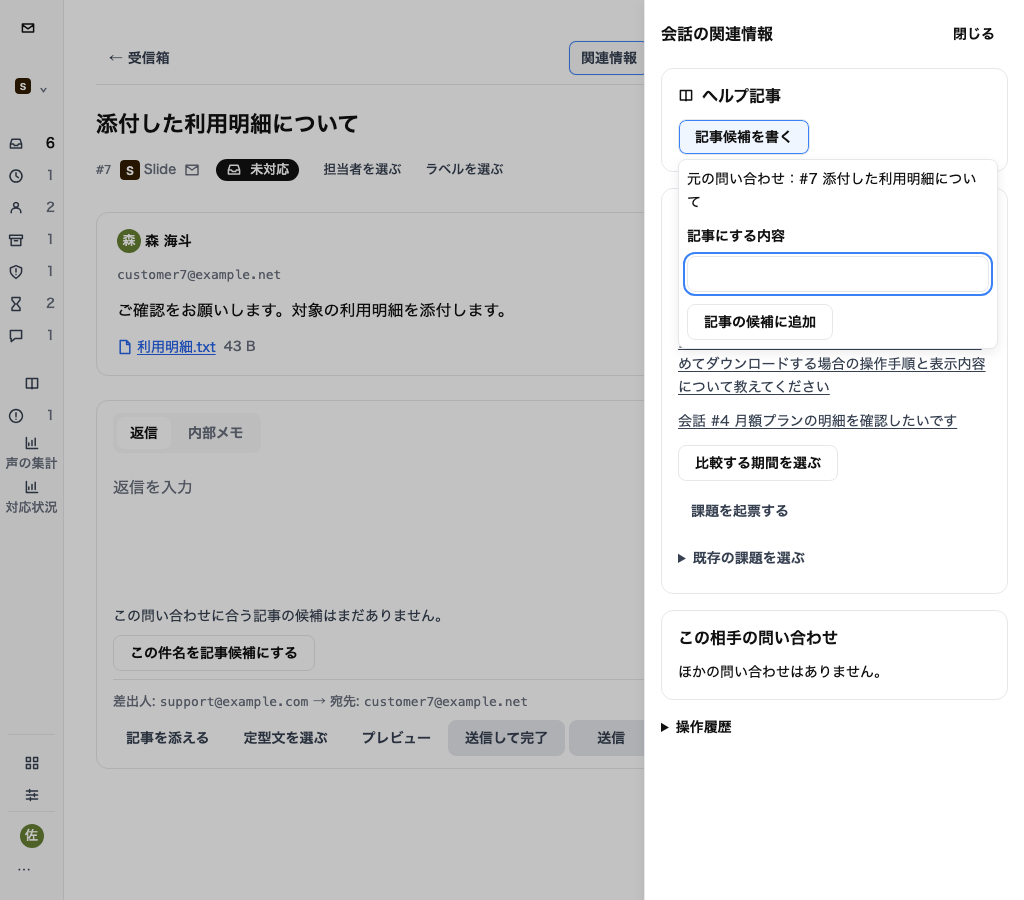 S
6
1
2
1
1
2
1
1
声の集計
対応状況
佐
…
← 受信箱
関連情報
添付した利用明細について
#7 S Slide 未対応 担当者を選ぶ ラベルを選ぶ
森 森 海斗
customer7@example.net
ご確認をお願いします。対象の利用明細を添付します。
利用明細.txt 43 B
返信 内部メモ
返信を入力
この問い合わせに合う記事の候補はまだありません。
この件名を記事候補にする
差出人: support@example.com → 宛先: customer7@example.net
記事を添える 定型文を選ぶ プレビュー 送信して完了 送信
会話の関連情報 閉じる
ヘルプ記事
記事候補を書く
元の問い合わせ：#7 添付した利用明細につい
て
記事にする内容
記事の候補に追加
めてダウンロードする場合の操作手順と表示内容
について教えてください
会話 #4 月額プランの明細を確認したいです
比較する期間を選ぶ
課題を起票する
▶ 既存の課題を選ぶ
この相手の問い合わせ
ほかの問い合わせはありません。
▶ 操作履歴